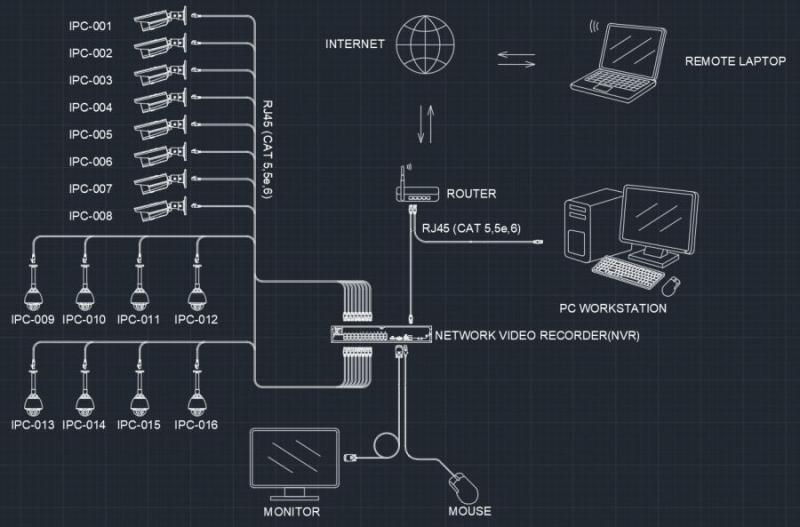 IPC-001
IPC-002
IPC-003
IPC-004
IPC-005
IPC-006
IPC-007
IPC-008
RJ45 (CAT 5,5e,6)
INTERNET
REMOTE LAPTOP
ROUTER
RJ45 (CAT 5,5e,6)
PC WORKSTATION
IPC-009
IPC-010
IPC-011
IPC-012
NETWORK VIDEO RECORDER(NVR)
IPC-013
IPC-014
IPC-015
IPC-016
MONITOR
MOUSE